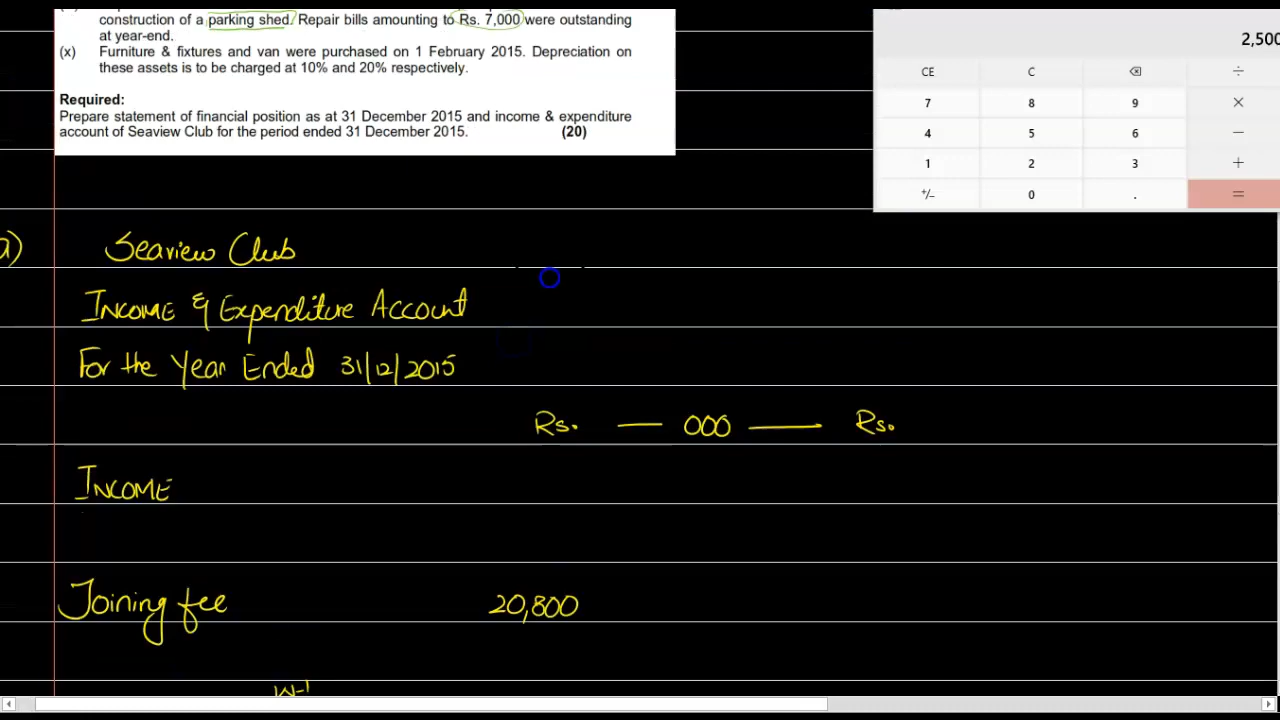 construction of a parking shed. Repair bills amounting to Rs. 7,000 were outstanding
at year-end.
(x) Furniture & fixtures and van were purchased on 1 February 2015. Depreciation on
these assets is to be charged at 10% and 20% respectively.
Required:
Prepare statement of financial position as at 31 December 2015 and income & expenditure
account of Seaview Club for the period ended 31 December 2015. (20)
2,500
CE C ⌫ ÷
7 8 9 ×
4 5 6 −
1 2 3 +
+/− 0 . =
a) Seaview Club
INCOME & Expenditure Account
For the Year Ended 31/12/2015
Rs. — 000 — Rs.
INCOME
Joining fee 20,800
W-1